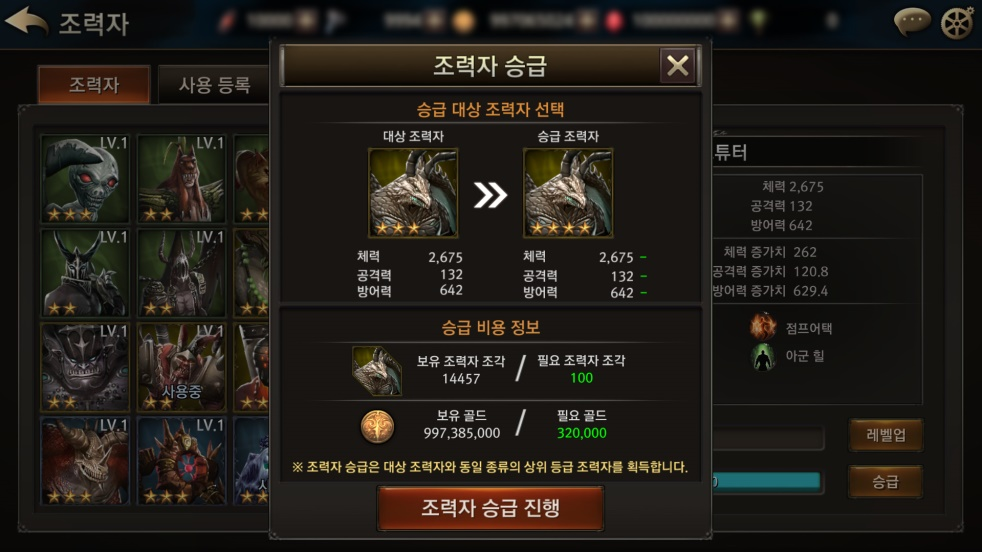 조력자
조력자
사용 등록
LV.1
LV.1
LV.1
LV.1
LV.1
LV.1
사용중
LV.1
LV.1
조력자 승급
승급 대상 조력자 선택
대상 조력자
승급 조력자
체력 2,675
공격력 132
방어력 642
체력 2,675 -
공격력 132 -
방어력 642 -
승급 비용 정보
보유 조력자 조각 / 필요 조력자 조각
14457
100
보유 골드 / 필요 골드
997,385,000
320,000
※ 조력자 승급은 대상 조력자와 동일 종류의 상위 등급 조력자를 획득합니다.
조력자 승급 진행
튜터
체력 2,675
공격력 132
방어력 642
체력 증가치 262
공격력 증가치 120.8
방어력 증가치 629.4
점프어택
아군 힐
레벨업
승급